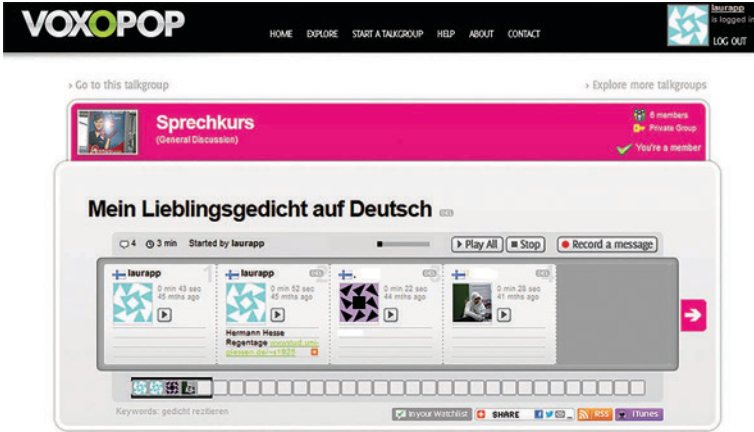 VOXOPOP
HOME EXPLORE START A TALKGROUP HELP ABOUT CONTACT
laurapp
is logged in
LOG OUT
› Go to this talkgroup
› Explore more talkgroups
Sprechkurs
(General Discussion)
6 members
Private Group
You're a member
Mein Lieblingsgedicht auf Deutsch
4 3 min Started by laurapp
Play All Stop Record a message
laurapp 1
0 min 43 sec
45 mths ago
laurapp 2
0 min 52 sec
45 mths ago
Hermann Hesse
Regentage
3
0 min 22 sec
44 mths ago
4
0 min 28 sec
41 mths ago
Keywords: gedicht rezitieren
In your Watchlist SHARE RSS iTunes